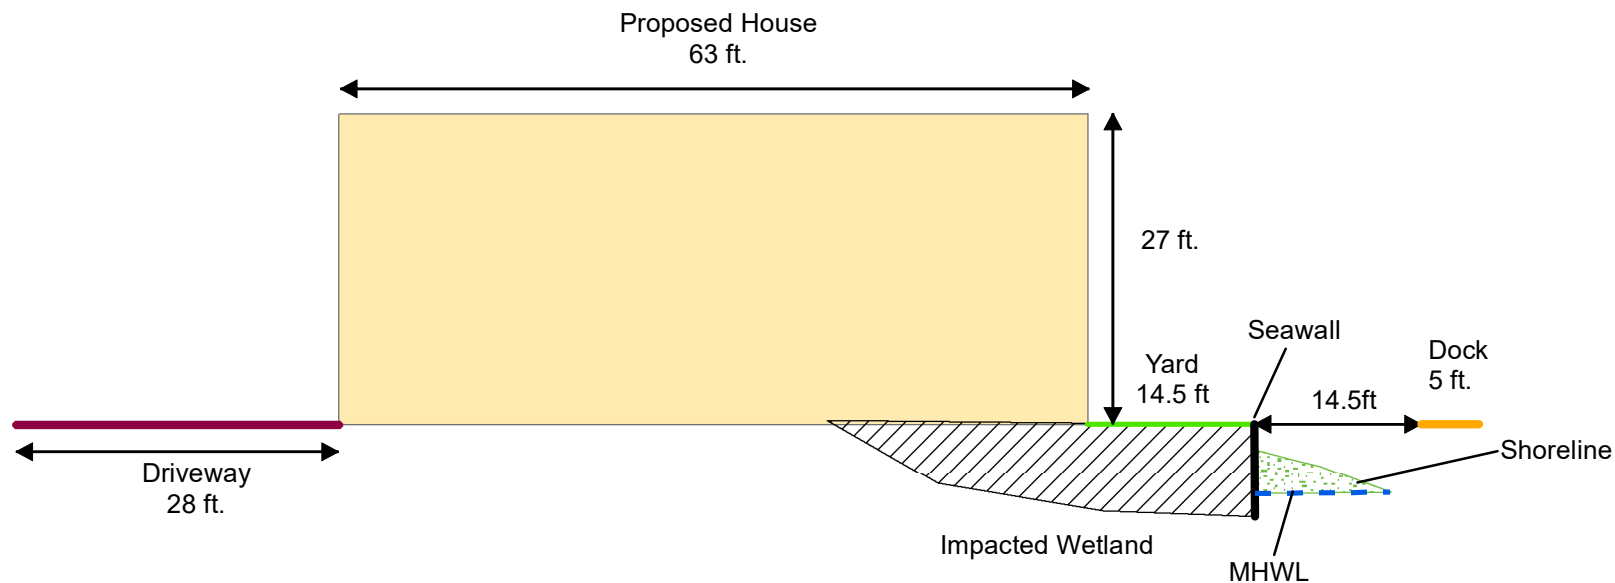 Proposed House
63 ft.
27 ft.
Seawall
Yard
14.5 ft
Dock
5 ft.
14.5ft
Shoreline
Driveway
28 ft.
Impacted Wetland
MHWL